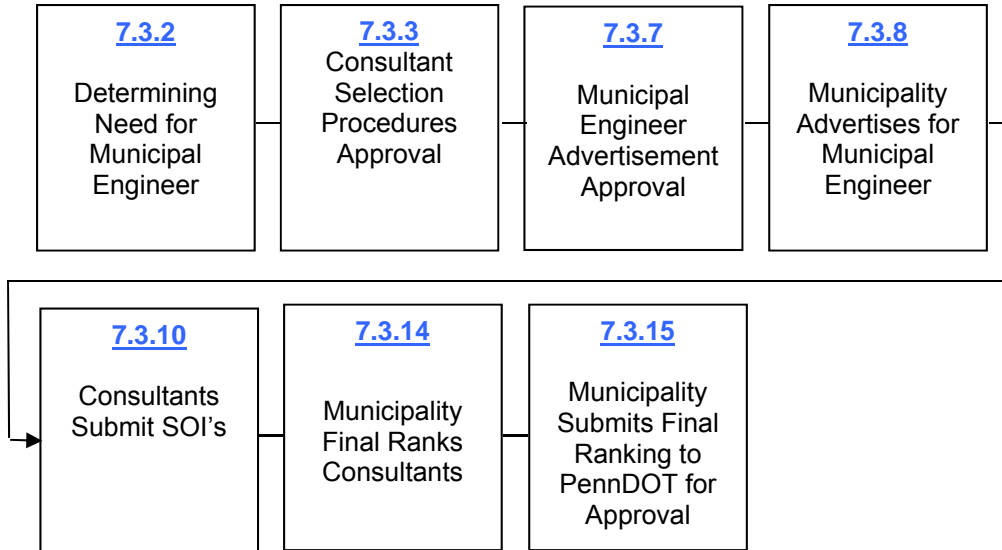 7.3.2
Determining
Need for
Municipal
Engineer
7.3.3
Consultant
Selection
Procedures
Approval
7.3.7
Municipal
Engineer
Advertisement
Approval
7.3.8
Municipality
Advertises for
Municipal
Engineer
7.3.10
Consultants
Submit SOI’s
7.3.14
Municipality
Final Ranks
Consultants
7.3.15
Municipality
Submits Final
Ranking to
PennDOT for
Approval